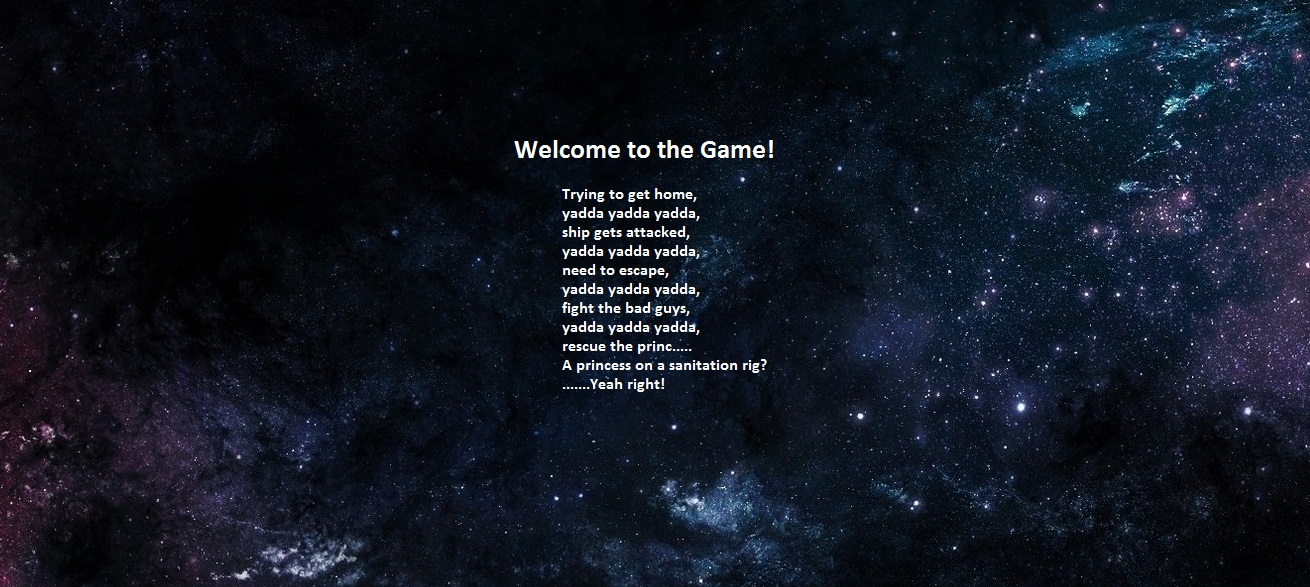 Welcome to the Game!
Trying to get home,
yadda yadda yadda,
ship gets attacked,
yadda yadda yadda,
need to escape,
yadda yadda yadda,
fight the bad guys,
yadda yadda yadda,
rescue the princ.....
A princess on a sanitation rig?
.......Yeah right!